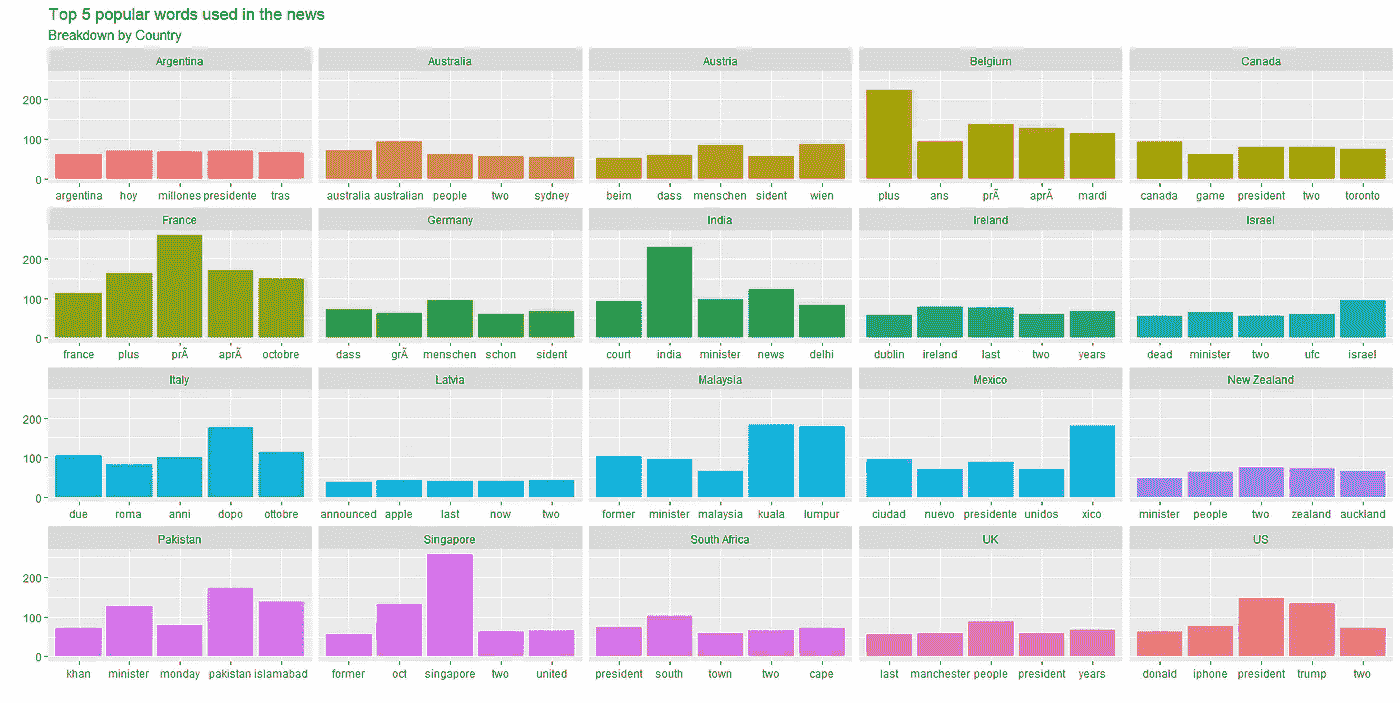 Top 5 popular words used in the news
Breakdown by Country
Argentina Australia Austria Belgium Canada
200
100
0
argentina hoy millones presidente tras australia australian people two sydney beim dass menschen sident wien plus ans prÃ aprÃ mardi canada game president two toronto
France Germany India Ireland Israel
200
100
0
france plus prÃ aprÃ octobre dass grÃ menschen schon sident court india minister news delhi dublin ireland last two years dead minister two ufc israel
Italy Latvia Malaysia Mexico New Zealand
200
100
0
due roma anni dopo ottobre announced apple last now two former minister malaysia kuala lumpur ciudad nuevo presidente unidos xico minister people two zealand auckland
Pakistan Singapore South Africa UK US
200
100
0
khan minister monday pakistan islamabad former oct singapore two united president south town two cape last manchester people president years donald iphone president trump two